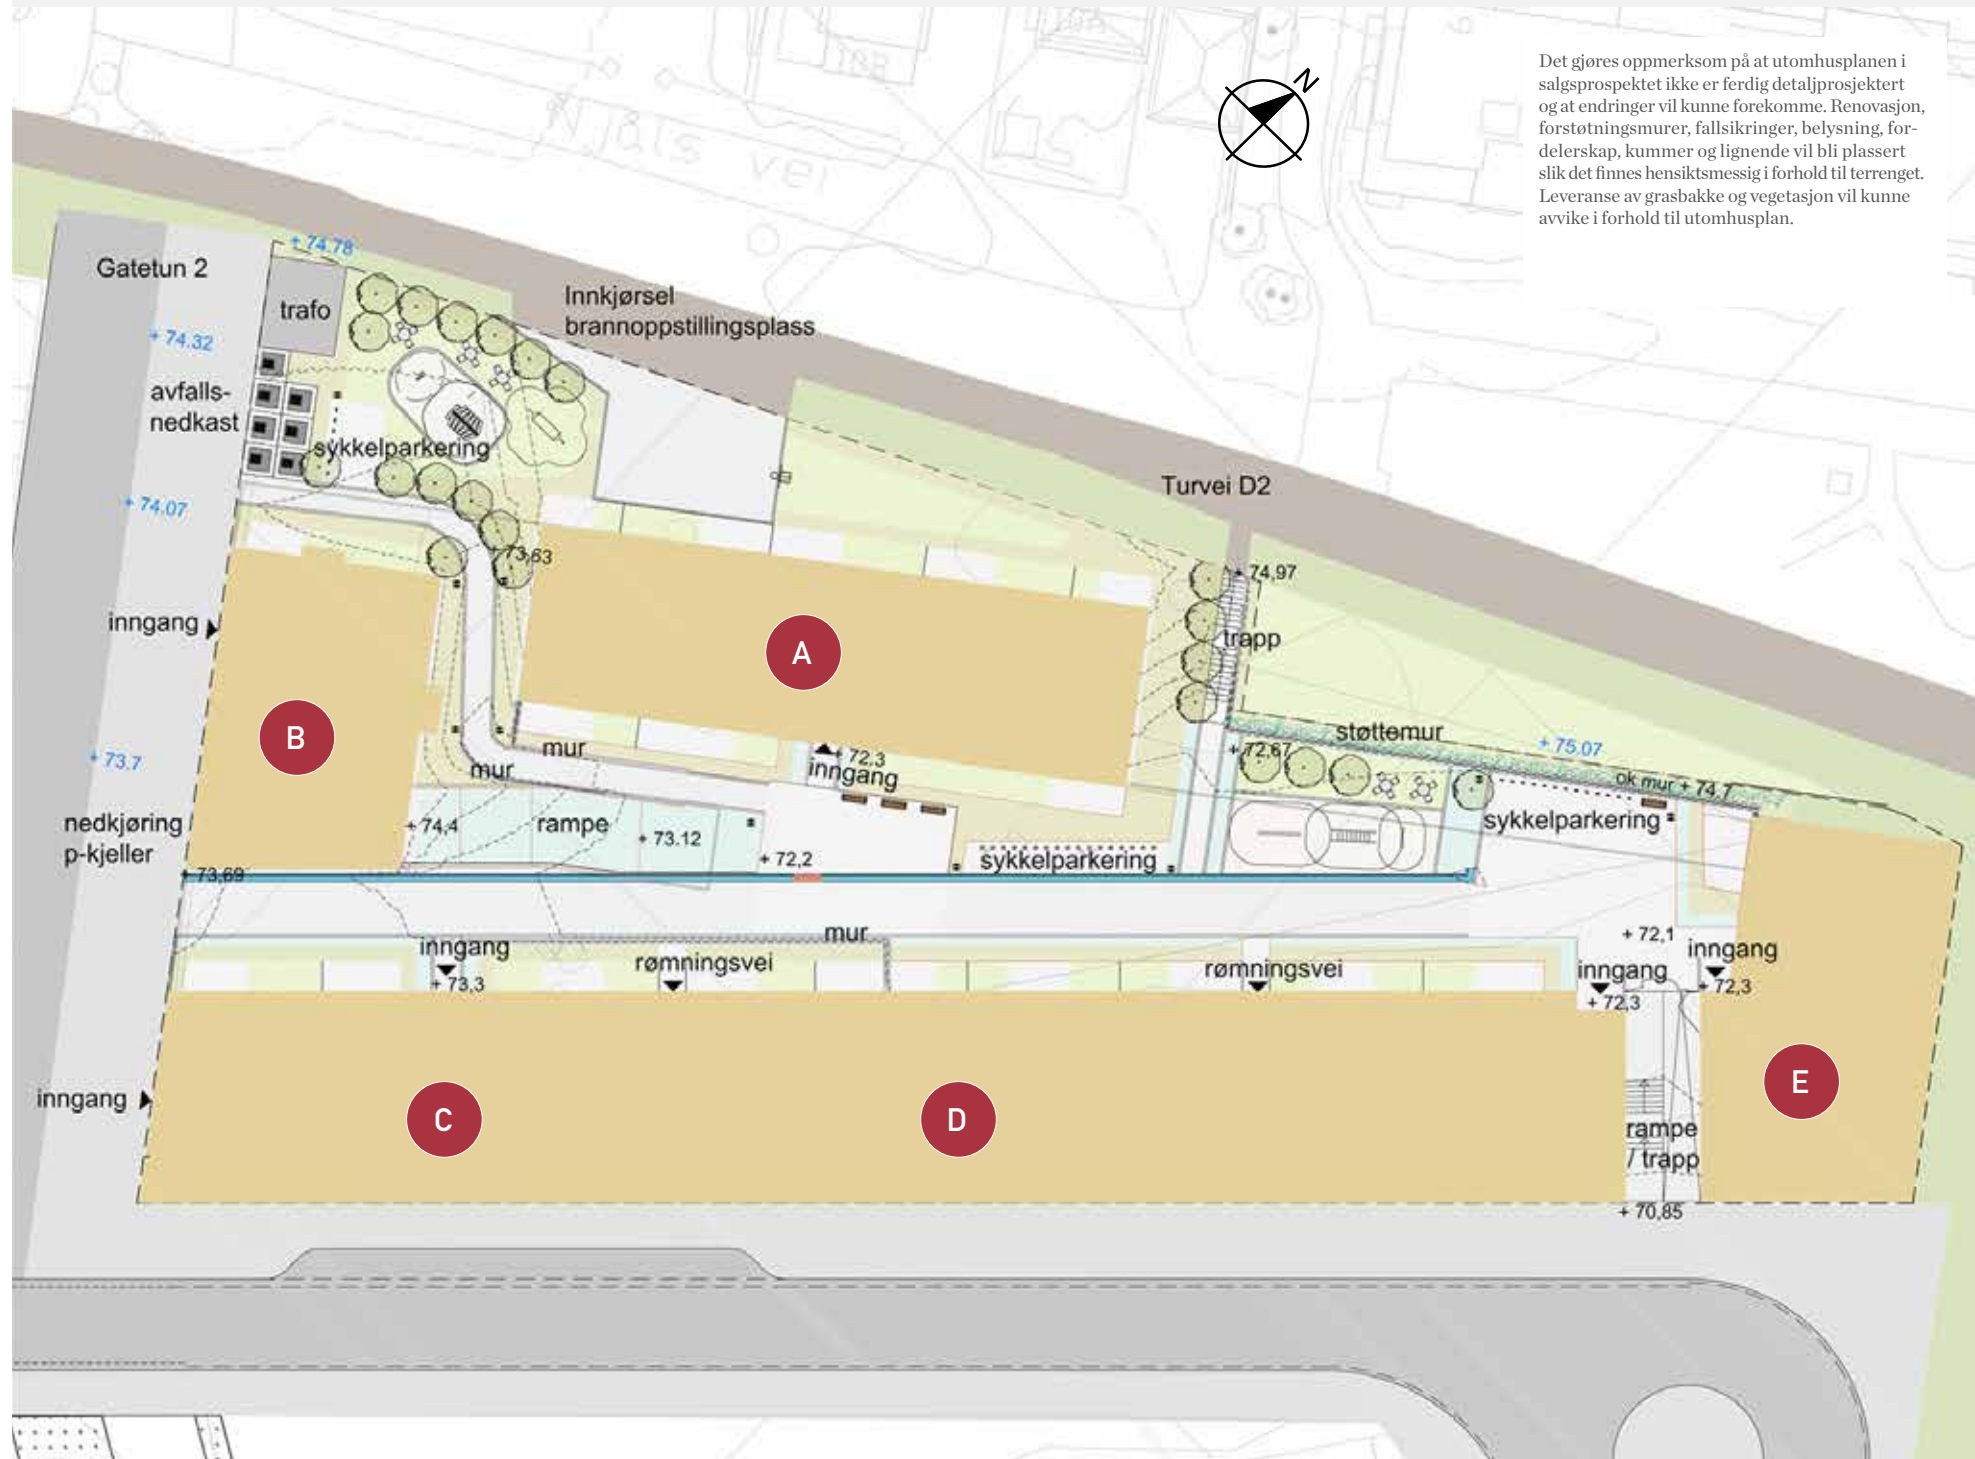 Det gjøres oppmerksom på at utomhusplanen i
salgsprospektet ikke er ferdig detaljprosjektert
og at endringer vil kunne forekomme. Renovasjon,
forstøtningsmurer, fallsikringer, belysning, for-
delerskap, kummer og lignende vil bli plassert
slik det finnes hensiktsmessig i forhold til terrenget.
Leveranse av grasbakke og vegetasjon vil kunne
avvike i forhold til utomhusplan.
N
Njåls vei
Gatetun 2
+ 74.78
trafo
Innkjørsel
brannoppstillingsplass
+ 74.32
avfalls-
nedkast
sykkelparkering
+ 74.07
Turvei D2
73,63
+ 74,97
inngang
trapp
A
B
+ 73.7
mur
mur
+ 72.3
inngang
+ 72.67
støttemur
+ 75.07
ok mur + 74.7
nedkjøring
p-kjeller
+ 74,4
rampe
+ 73.12
+ 72,2
sykkelparkering
sykkelparkering
+ 73,69
mur
inngang
+ 73,3
rømningsvei
rømningsvei
+ 72,1
inngang
+ 72,3
inngang
+ 72,3
inngang
C
D
E
rampe
/ trapp
+ 70,85